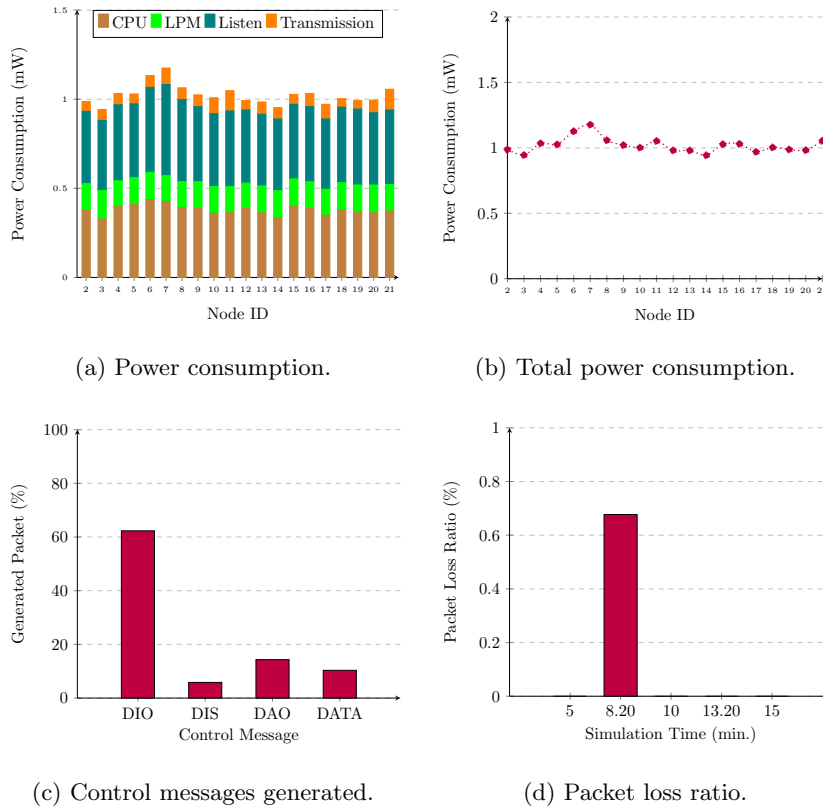 CPU LPM Listen Transmission
1.5
1
0.5
0
Power Consumption (mW)
2 3 4 5 6 7 8 9 10 11 12 13 14 15 16 17 18 19 20 21
Node ID
(a) Power consumption.
2
1.5
1
0.5
0
Power Consumption (mW)
2 3 4 5 6 7 8 9 10 11 12 13 14 15 16 17 18 19 20 2
Node ID
(b) Total power consumption.
100
80
60
40
20
0
Generated Packet (%)
DIO DIS DAO DATA
Control Message
(c) Control messages generated.
1
0.8
0.6
0.4
0.2
0
Packet Loss Ratio (%)
5 8.20 10 13.20 15
Simulation Time (min.)
(d) Packet loss ratio.